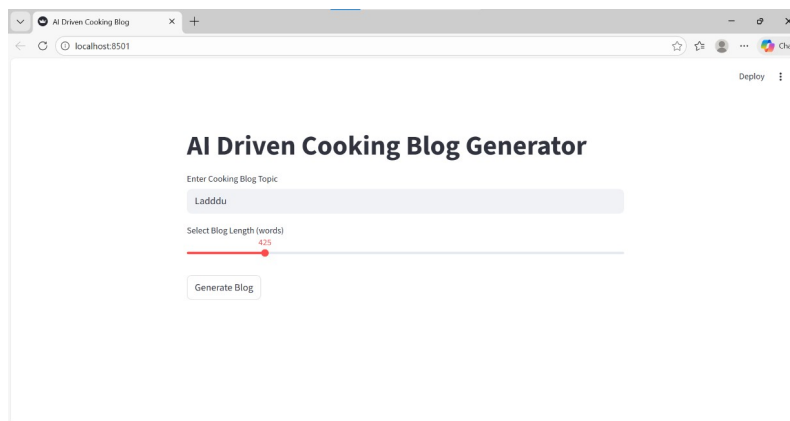 AI Driven Cooking Blog
localhost:8501
Deploy
AI Driven Cooking Blog Generator
Enter Cooking Blog Topic
Ladddu
Select Blog Length (words)
425
Generate Blog